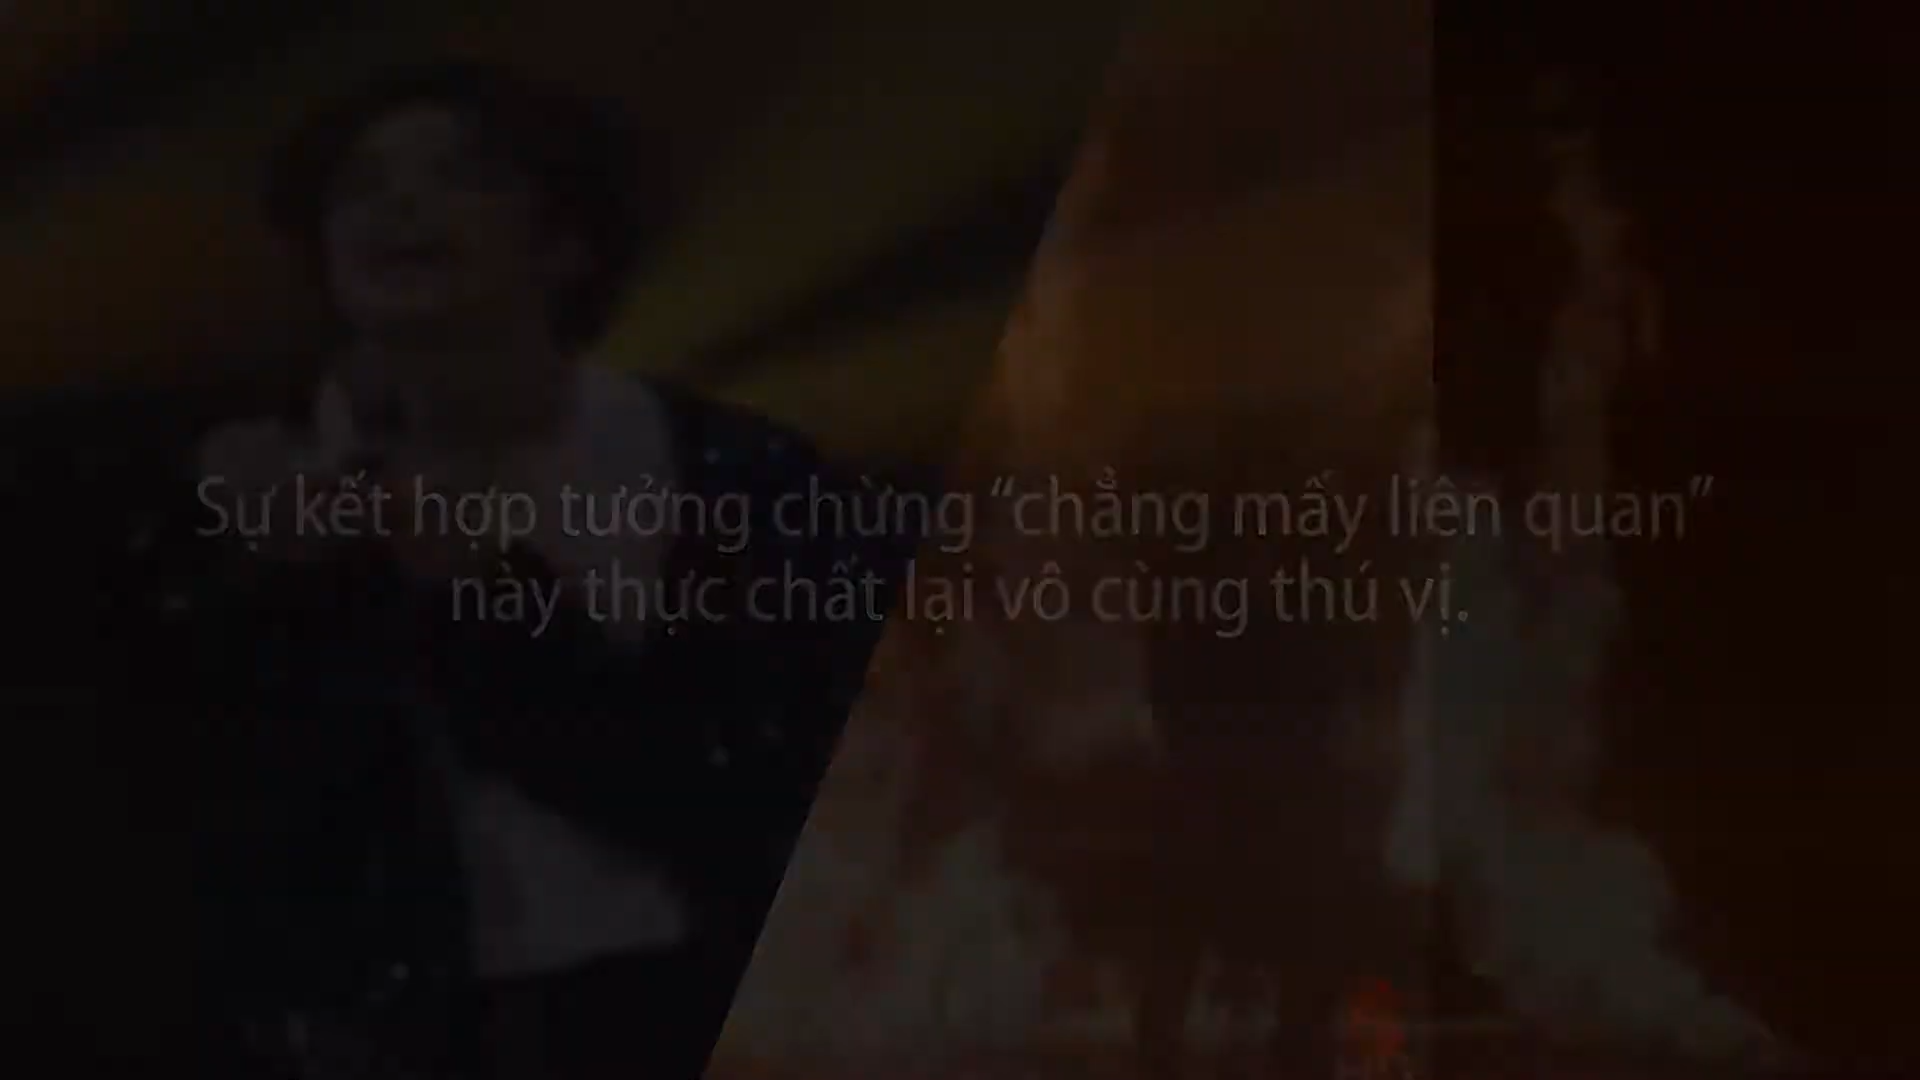 Sự kết hợp tưởng chừng “chẳng mấy liên quan”
này thực chất lại vô cùng thú vị.